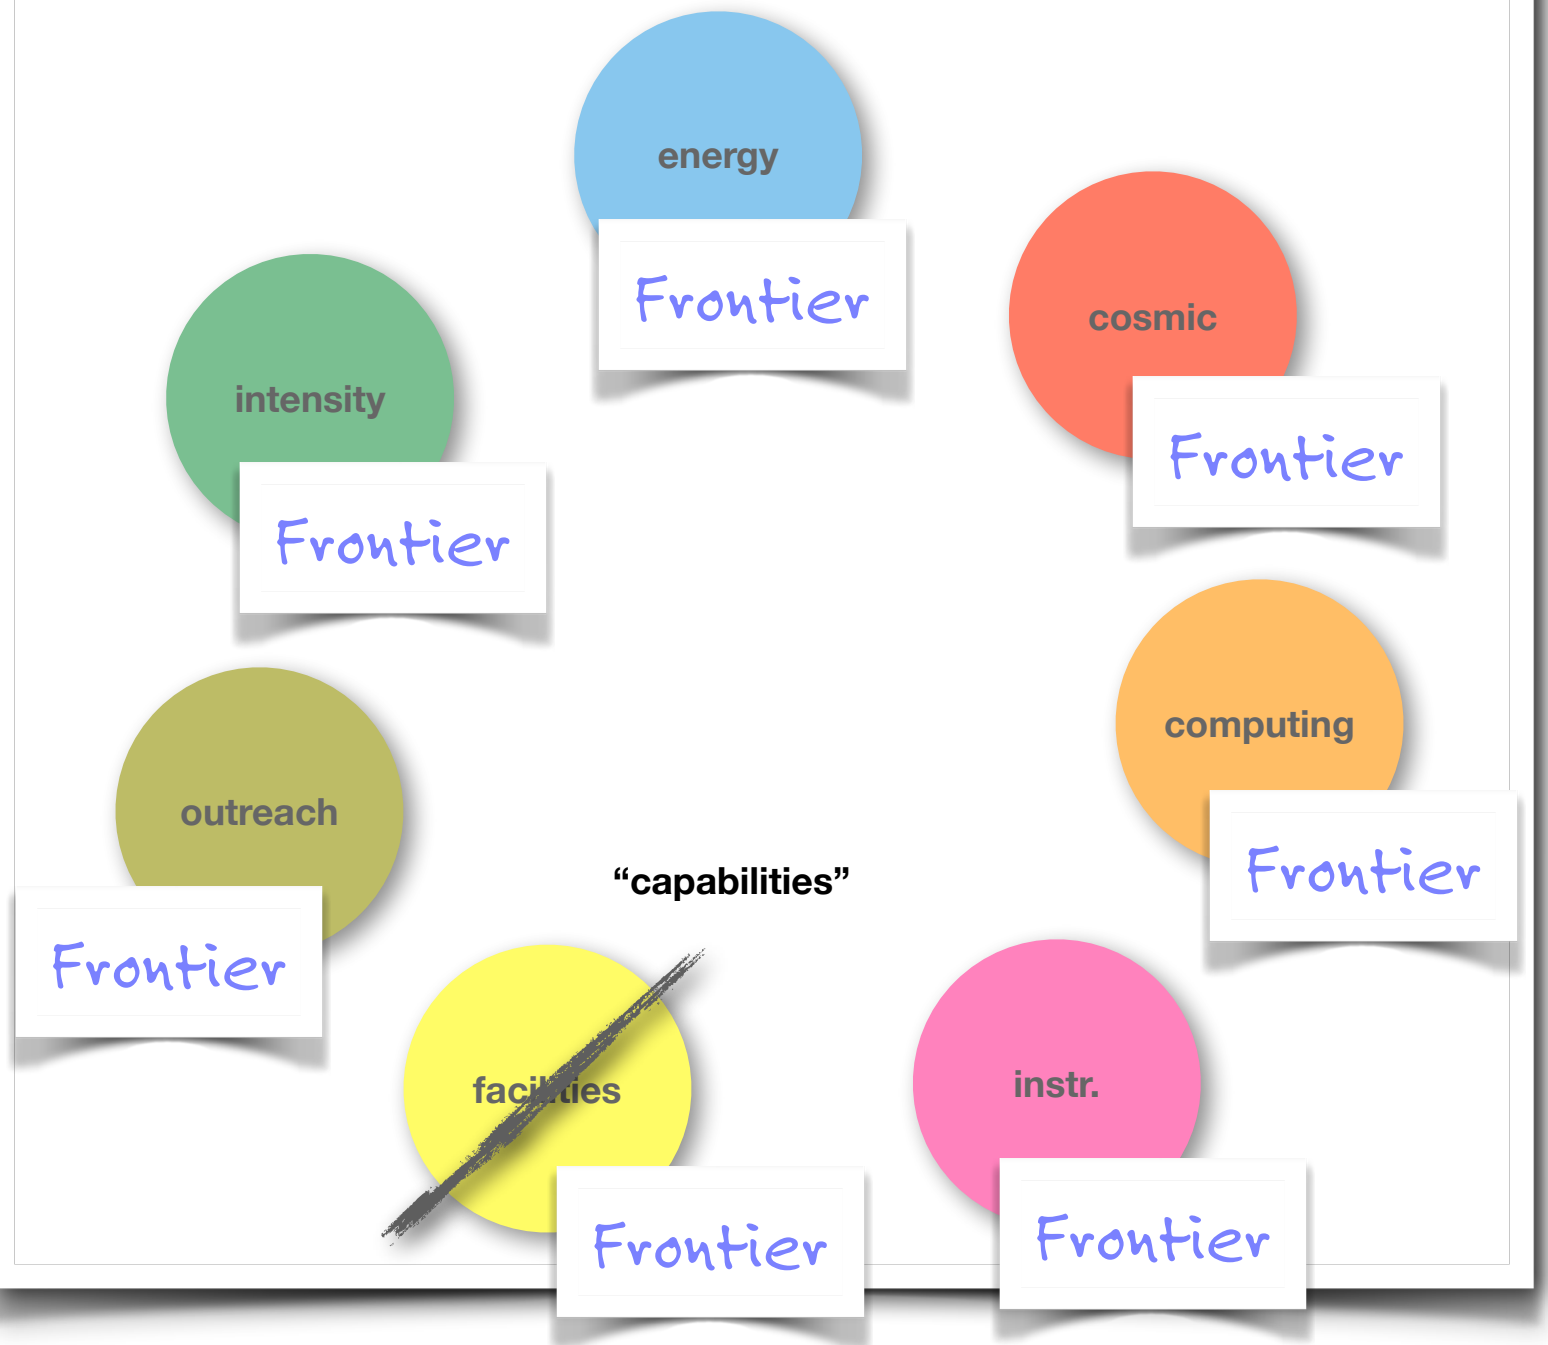 energy
Frontier
cosmic
Frontier
intensity
Frontier
computing
Frontier
outreach
Frontier
“capabilities”
facilities
Frontier
instr.
Frontier